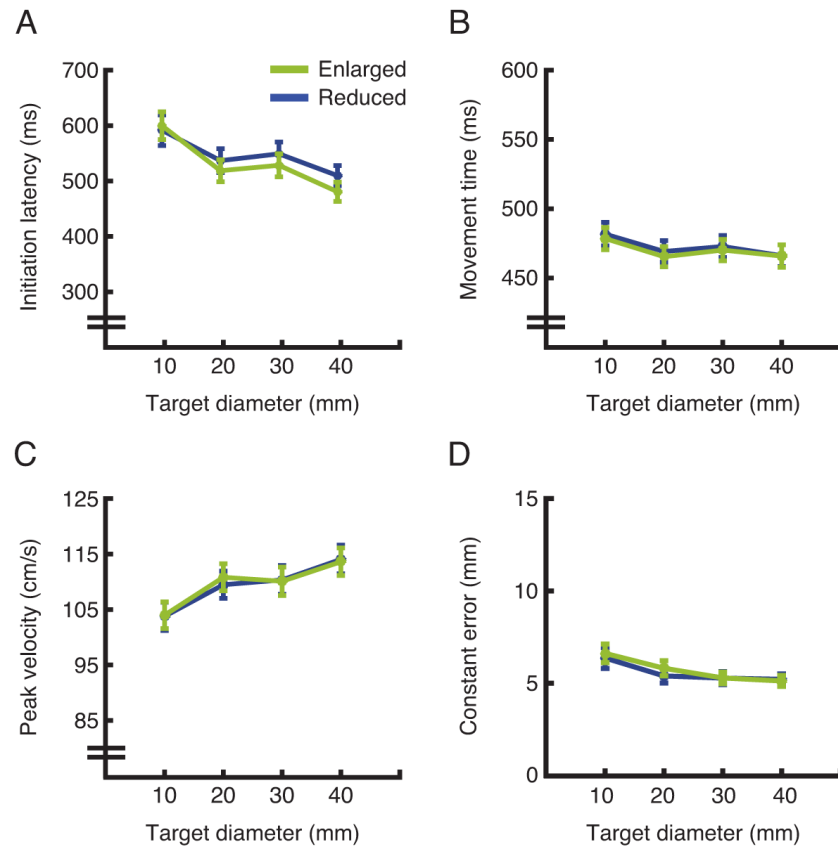 A
Initiation latency (ms)
700
600
500
400
300
Enlarged
Reduced
10 20 30 40
Target diameter (mm)
B
Movement time (ms)
600
550
500
450
10 20 30 40
Target diameter (mm)
C
Peak velocity (cm/s)
125
115
105
95
85
10 20 30 40
Target diameter (mm)
D
Constant error (mm)
15
10
5
0
10 20 30 40
Target diameter (mm)